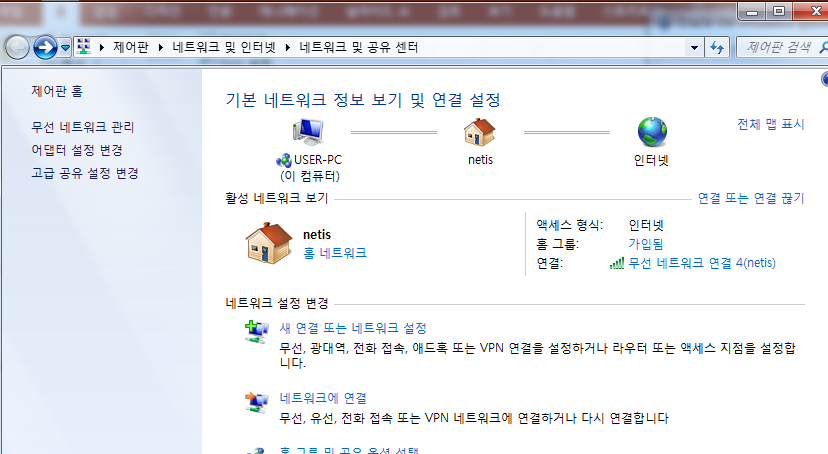 제어판 ▸ 네트워크 및 인터넷 ▸ 네트워크 및 공유 센터
제어판 검색
제어판 홈
무선 네트워크 관리
어댑터 설정 변경
고급 공유 설정 변경
기본 네트워크 정보 보기 및 연결 설정
전체 맵 표시
USER-PC
(이 컴퓨터)
netis
인터넷
활성 네트워크 보기
연결 또는 연결 끊기
netis
홈 네트워크
액세스 형식: 인터넷
홈 그룹: 가입됨
연결: 무선 네트워크 연결 4(netis)
네트워크 설정 변경
새 연결 또는 네트워크 설정
무선, 광대역, 전화 접속, 애드혹 또는 VPN 연결을 설정하거나 라우터 또는 액세스 지점을 설정합
니다.
네트워크에 연결
무선, 유선, 전화 접속 또는 VPN 네트워크에 연결하거나 다시 연결합니다
홈 그룹 및 공유 옵션 선택